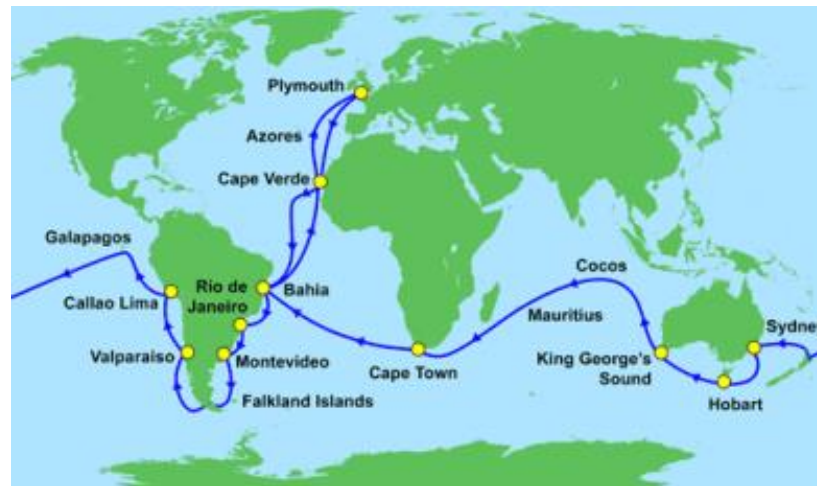 Plymouth
Azores
Cape Verde
Galapagos
Callao Lima
Rio de
Janeiro
Bahia
Cocos
Mauritius
Sydne
Valparaiso
Montevideo
Cape Town
King George's
Sound
Falkland Islands
Hobart